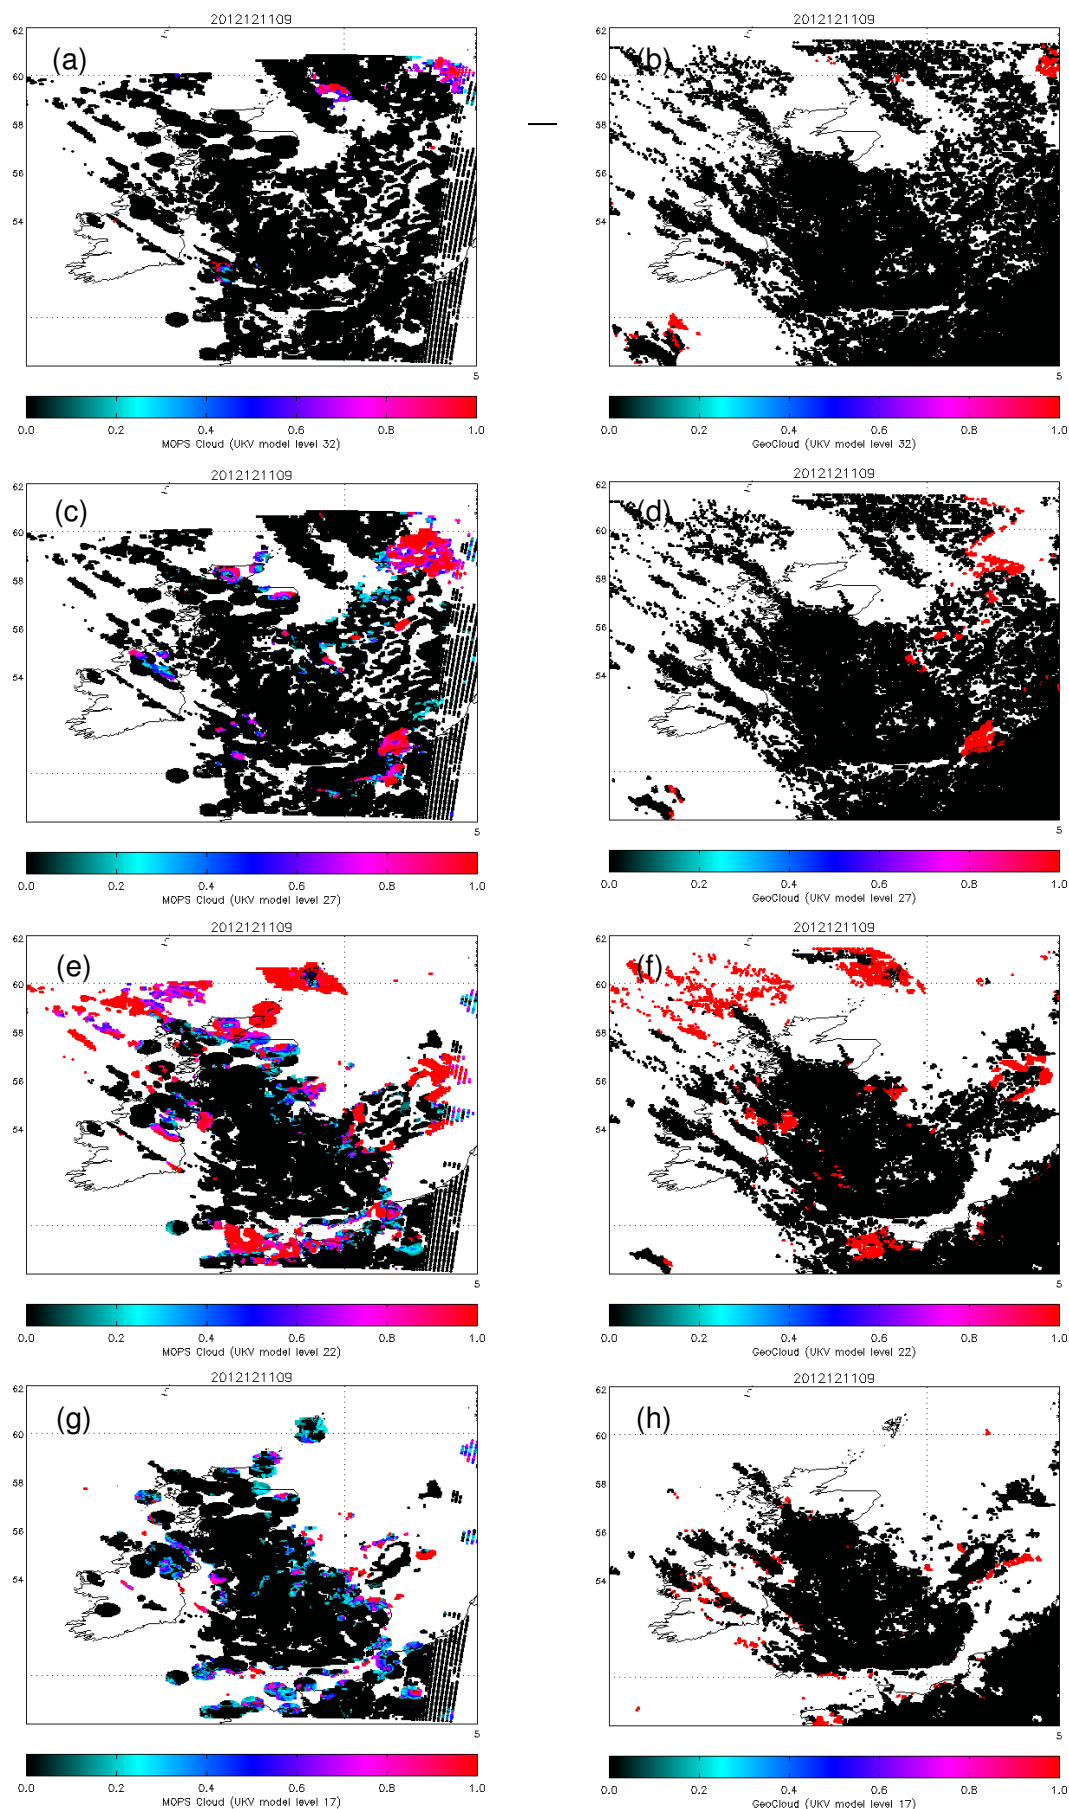 2012121109
(a)
62
60
58
56
54
5
0.0 0.2 0.4 0.6 0.8 1.0
MOPS Cloud (UKV model level 32)
2012121109
(b)
62
60
58
56
54
5
0.0 0.2 0.4 0.6 0.8 1.0
GeoCloud (UKV model level 32)
2012121109
(c)
62
60
58
56
54
5
0.0 0.2 0.4 0.6 0.8 1.0
MOPS Cloud (UKV model level 27)
2012121109
(d)
62
60
58
56
54
5
0.0 0.2 0.4 0.6 0.8 1.0
GeoCloud (UKV model level 27)
2012121109
(e)
62
60
58
56
54
5
0.0 0.2 0.4 0.6 0.8 1.0
MOPS Cloud (UKV model level 22)
2012121109
(f)
62
60
58
56
54
5
0.0 0.2 0.4 0.6 0.8 1.0
GeoCloud (UKV model level 22)
2012121109
(g)
62
60
58
56
54
5
0.0 0.2 0.4 0.6 0.8 1.0
MOPS Cloud (UKV model level 17)
2012121109
(h)
62
60
58
56
54
5
0.0 0.2 0.4 0.6 0.8 1.0
GeoCloud (UKV model level 17)